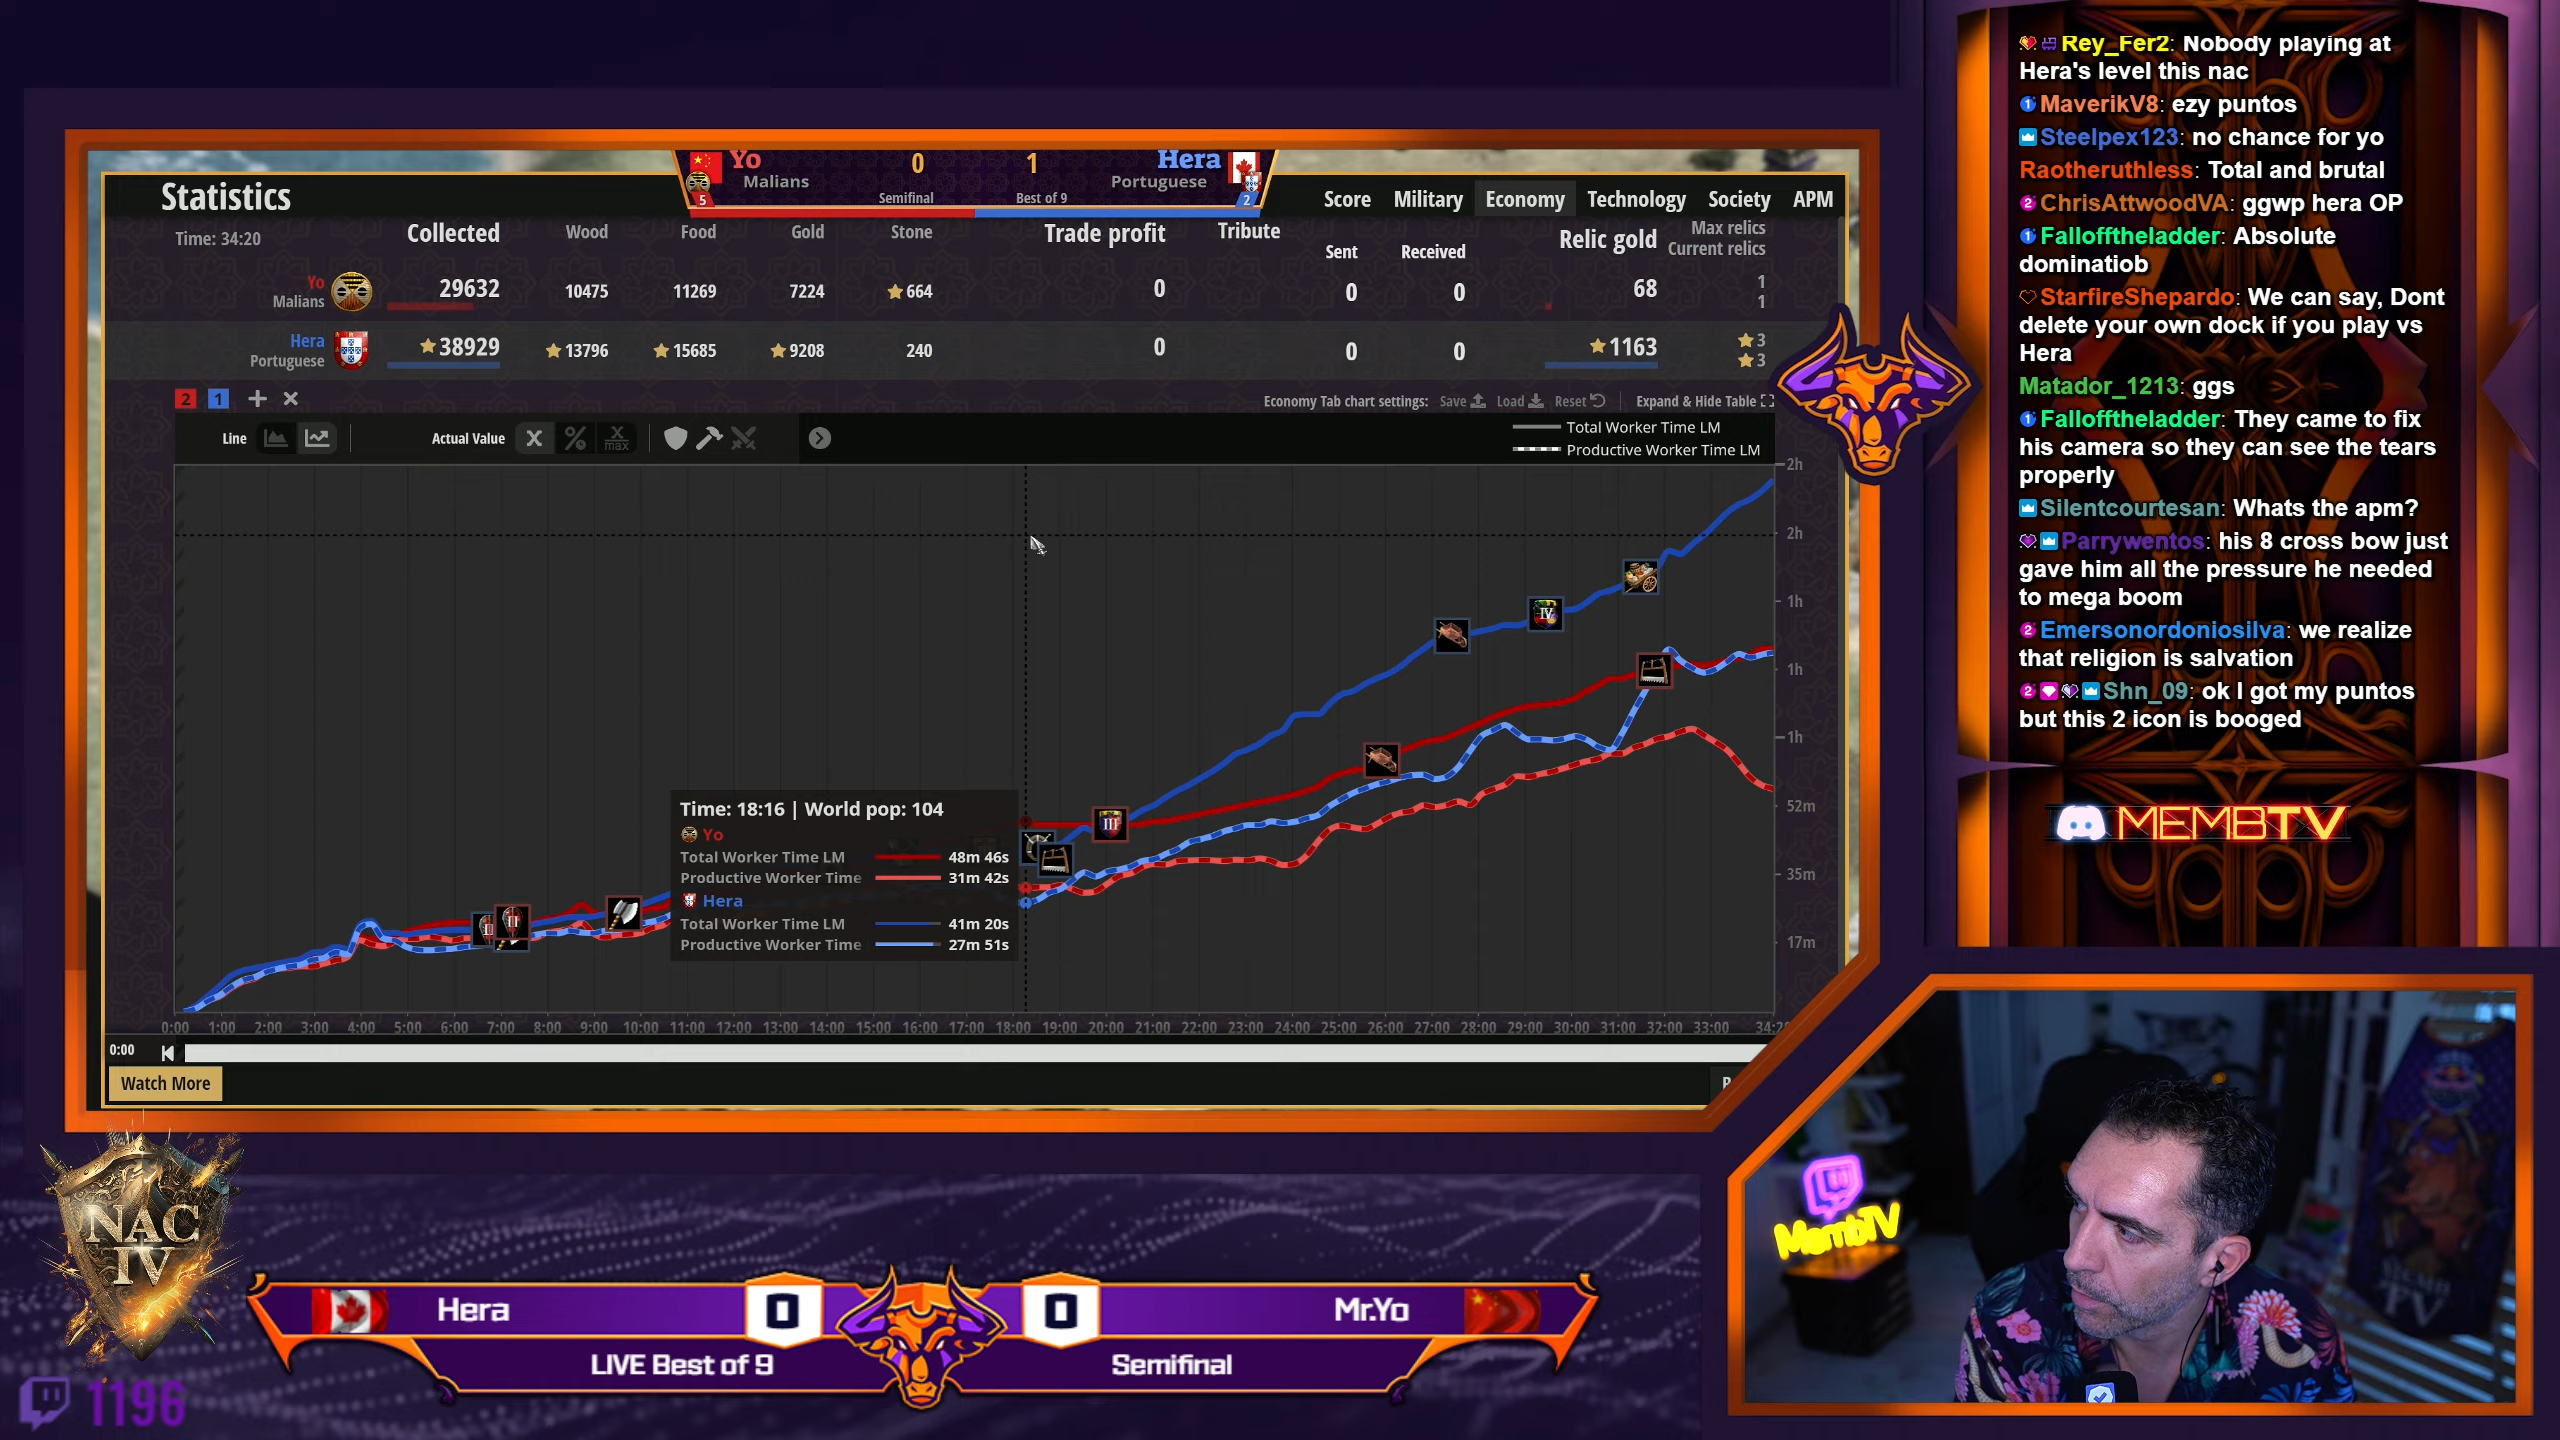 Yo
Malians
5
0
Semifinal
1
Best of 9
Hera
Portuguese
2
Statistics
Score Military Economy Technology Society APM
Time: 34:20
Collected Wood Food Gold Stone Trade profit Tribute Sent Received Relic gold Max relics
Current relics
Yo
Malians
29632 10475 11269 7224 664 0 0 0 68 1
1
Hera
Portuguese
38929 13796 15685 9208 240 0 0 0 1163 3
3
2 1
Economy Tab chart settings: Save Load Reset Expand & Hide Table
Line Actual Value X % X
max
Total Worker Time LM
Productive Worker Time LM
2h
2h
1h
1h
1h
52m
35m
17m
IV
III
II
Time: 18:16 | World pop: 104
Yo
Total Worker Time LM 48m 46s
Productive Worker Time 31m 42s
Hera
Total Worker Time LM 41m 20s
Productive Worker Time 27m 51s
0:00 1:00 2:00 3:00 4:00 5:00 6:00 7:00 8:00 9:00 10:00 11:00 12:00 13:00 14:00 15:00 16:00 17:00 18:00 19:00 20:00 21:00 22:00 23:00 24:00 25:00 26:00 27:00 28:00 29:00 30:00 31:00 32:00 33:00 34:20
0:00
Watch More
Rey_Fer2: Nobody playing at
Hera's level this nac
MaverikV8: ezy puntos
Steelpex123: no chance for yo
Raotheruthless: Total and brutal
ChrisAttwoodVA: ggwp hera OP
Fallofftheladder: Absolute
dominatiob
StarfireShepardo: We can say, Dont
delete your own dock if you play vs
Hera
Matador_1213: ggs
Fallofftheladder: They came to fix
his camera so they can see the tears
properly
Silentcourtesan: Whats the apm?
Parrywentos: his 8 cross bow just
gave him all the pressure he needed
to mega boom
Emersonordoniosilva: we realize
that religion is salvation
Shn_09: ok I got my puntos
but this 2 icon is booged
MEMBTV
MembTV
NAC
IV
Hera 0 0 Mr.Yo
LIVE Best of 9 Semifinal
1196